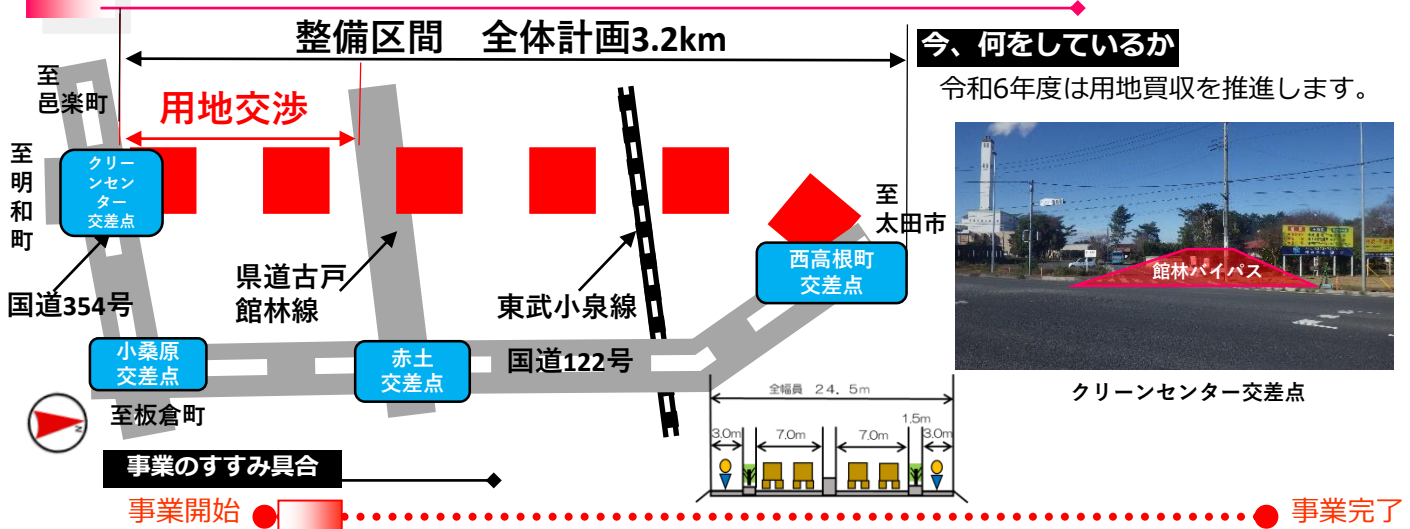 整備区間 全体計画3.2km
今、何をしているか
令和6年度は用地買収を推進します。
至
邑楽町
用地交渉
至
明
和
町
クリー
ンセン
ター
交差点
至
太田市
西高根町
交差点
館林バイパス
国道354号
県道古戸
館林線
東武小泉線
小桑原
交差点
赤土
交差点
国道122号
クリーンセンター交差点
至板倉町
N
全幅員 24.5m
1.5m
3.0m
7.0m
7.0m
3.0m
事業のすすみ具合
事業開始
事業完了